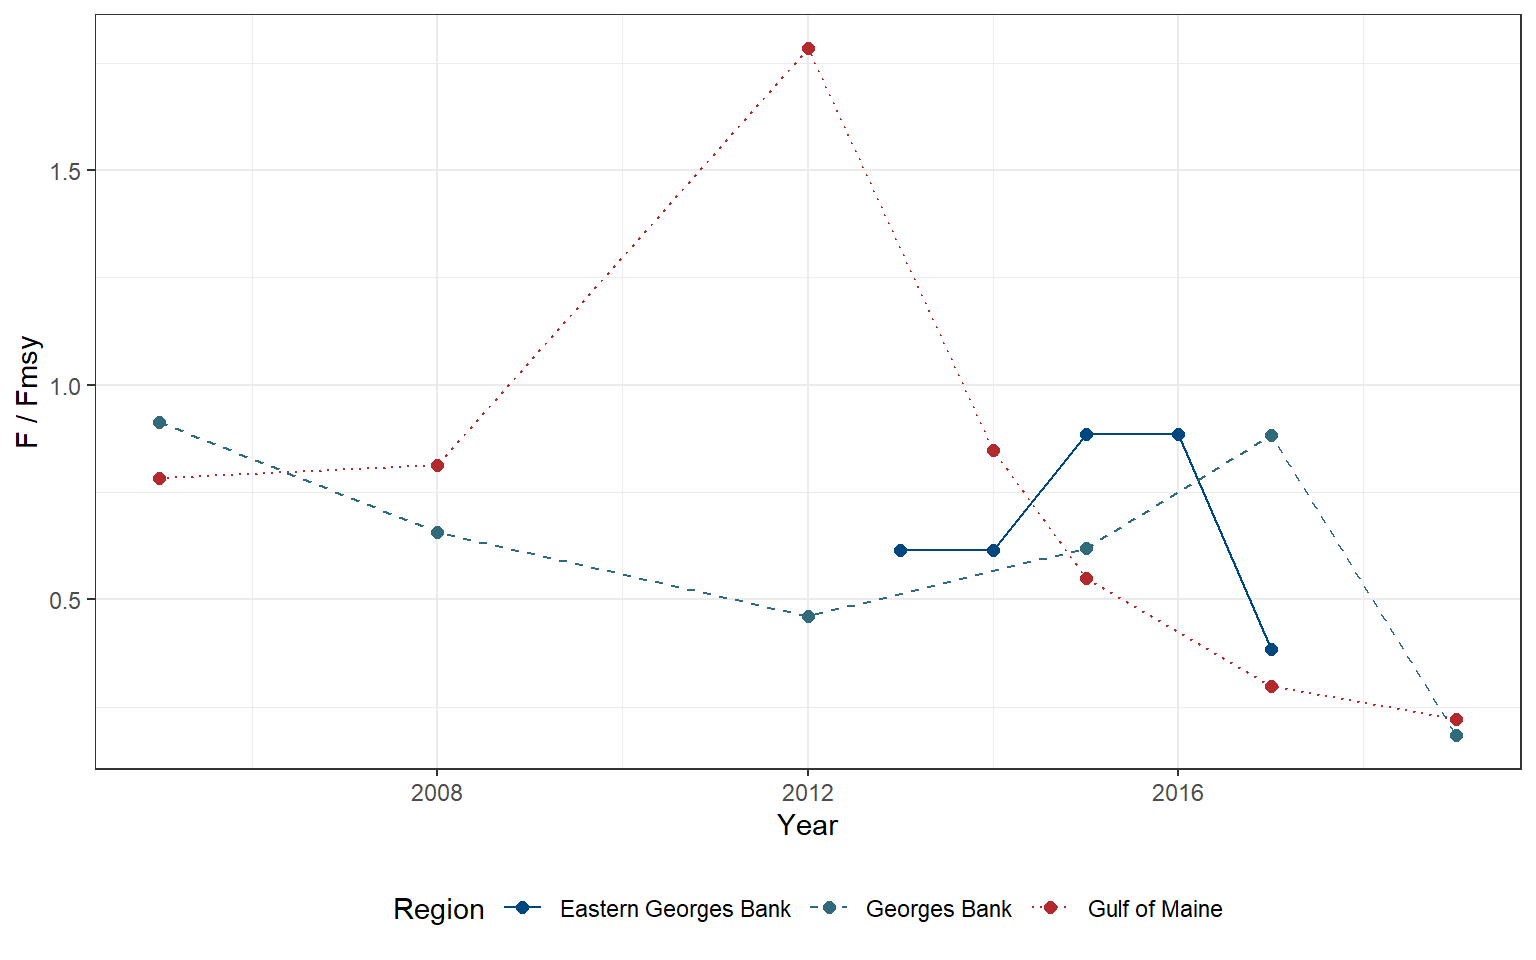 1.5
1.0
0.5
F / Fmsy
2008 2012 2016
Year
Region Eastern Georges Bank Georges Bank Gulf of Maine